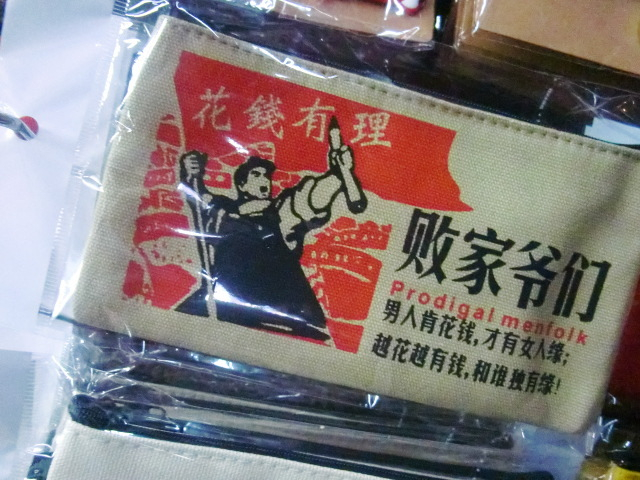 花錢有理
败家爷们
Prodigal menfolk
男人肯花钱,才有女人缘;
越花越有钱,和谁独有缘!